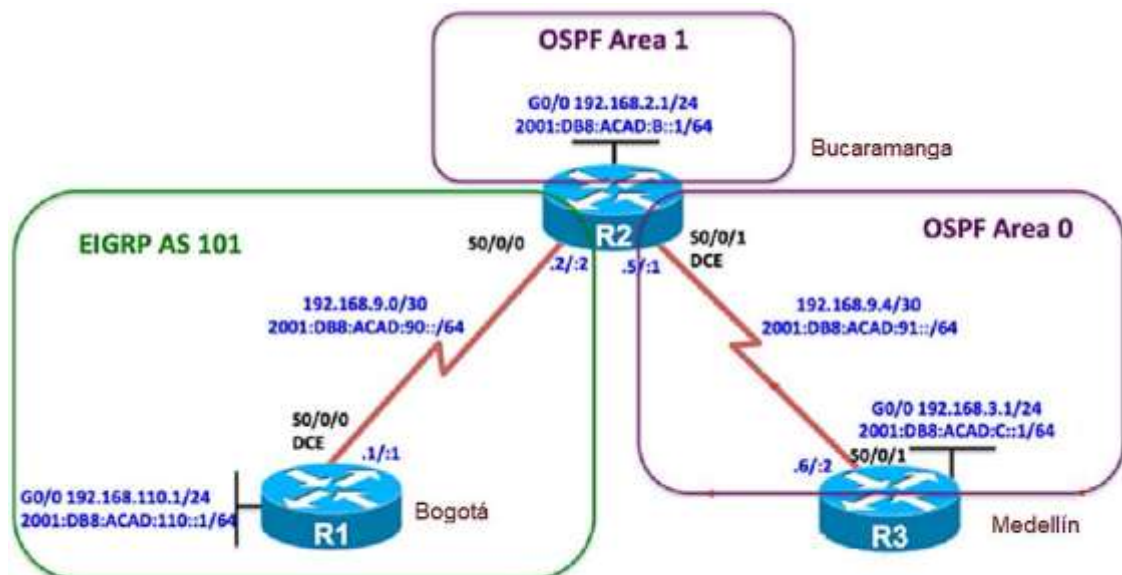 OSPF Area 1
G0/0 192.168.2.1/24
2001:DB8:ACAD:B::1/64
Bucaramanga
R2
EIGRP AS 101
S0/0/0
.2/:2
192.168.9.0/30
2001:DB8:ACAD:90::/64
S0/0/0
DCE
.1/:1
G0/0 192.168.110.1/24
2001:DB8:ACAD:110::1/64
R1
Bogotá
OSPF Area 0
S0/0/1
DCE
.5/:1
192.168.9.4/30
2001:DB8:ACAD:91::/64
G0/0 192.168.3.1/24
2001:DB8:ACAD:C::1/64
S0/0/1
.6/:2
R3
Medellín